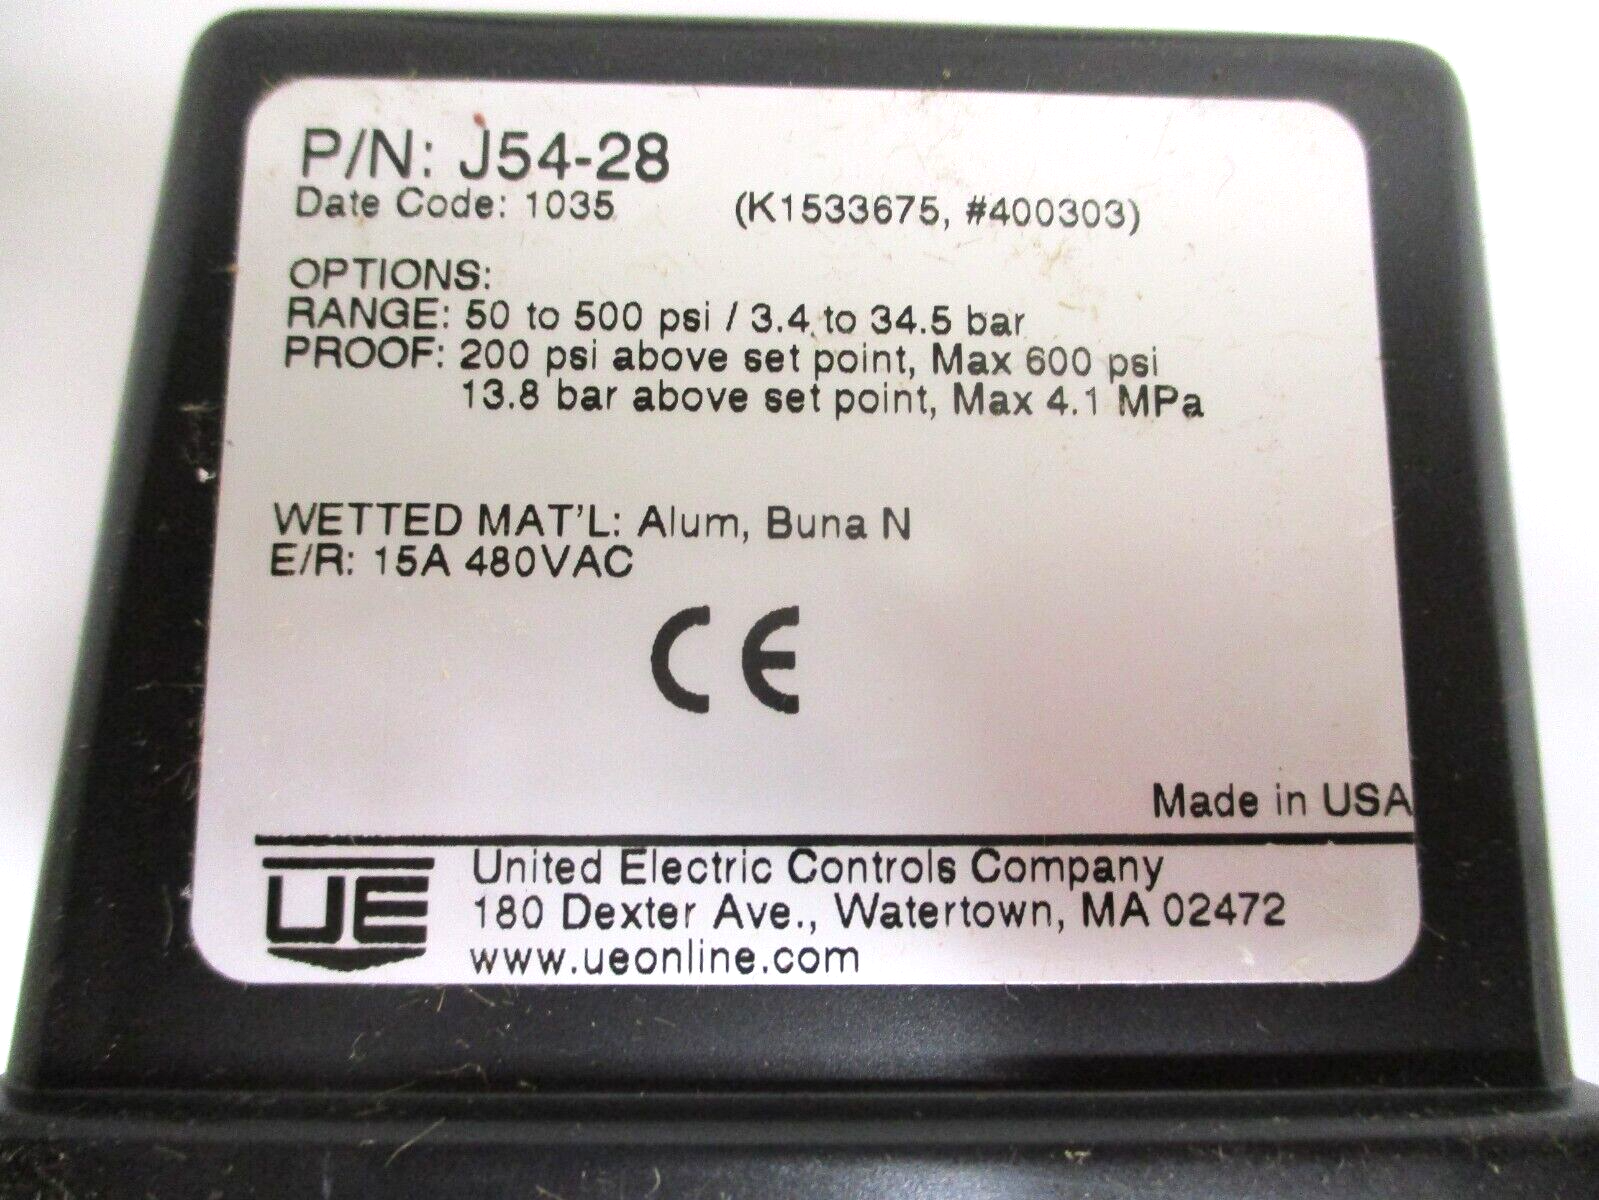 P/N: J54-28
Date Code: 1035 (K1533675, #400303)
OPTIONS:
RANGE: 50 to 500 psi / 3.4 to 34.5 bar
PROOF: 200 psi above set point, Max 600 psi
13.8 bar above set point, Max 4.1 MPa
WETTED MAT'L: Alum, Buna N
E/R: 15A 480VAC
CE
Made in USA
UE
United Electric Controls Company
180 Dexter Ave., Watertown, MA 02472
www.ueonline.com